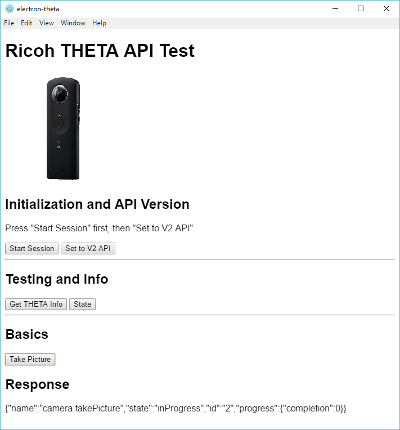 electron-theta
File Edit View Window Help
Ricoh THETA API Test
Initialization and API Version
Press "Start Session" first, then "Set to V2 API"
Start Session Set to V2 API
Testing and Info
Get THETA Info State
Basics
Take Picture
Response
{"name":"camera takePicture","state":"inProgress","id":"2","progress":{"completion":0}}